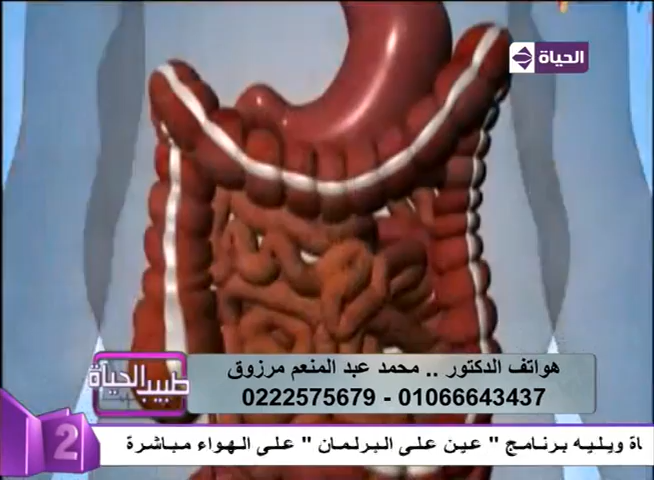 الحياة
طبيب الحياة
هواتف الدكتور .. محمد عبد المنعم مرزوق
0222575679 - 01066643437
2
اة ويليه برنامج " عين على البرلمان " على الهواء مباشرة